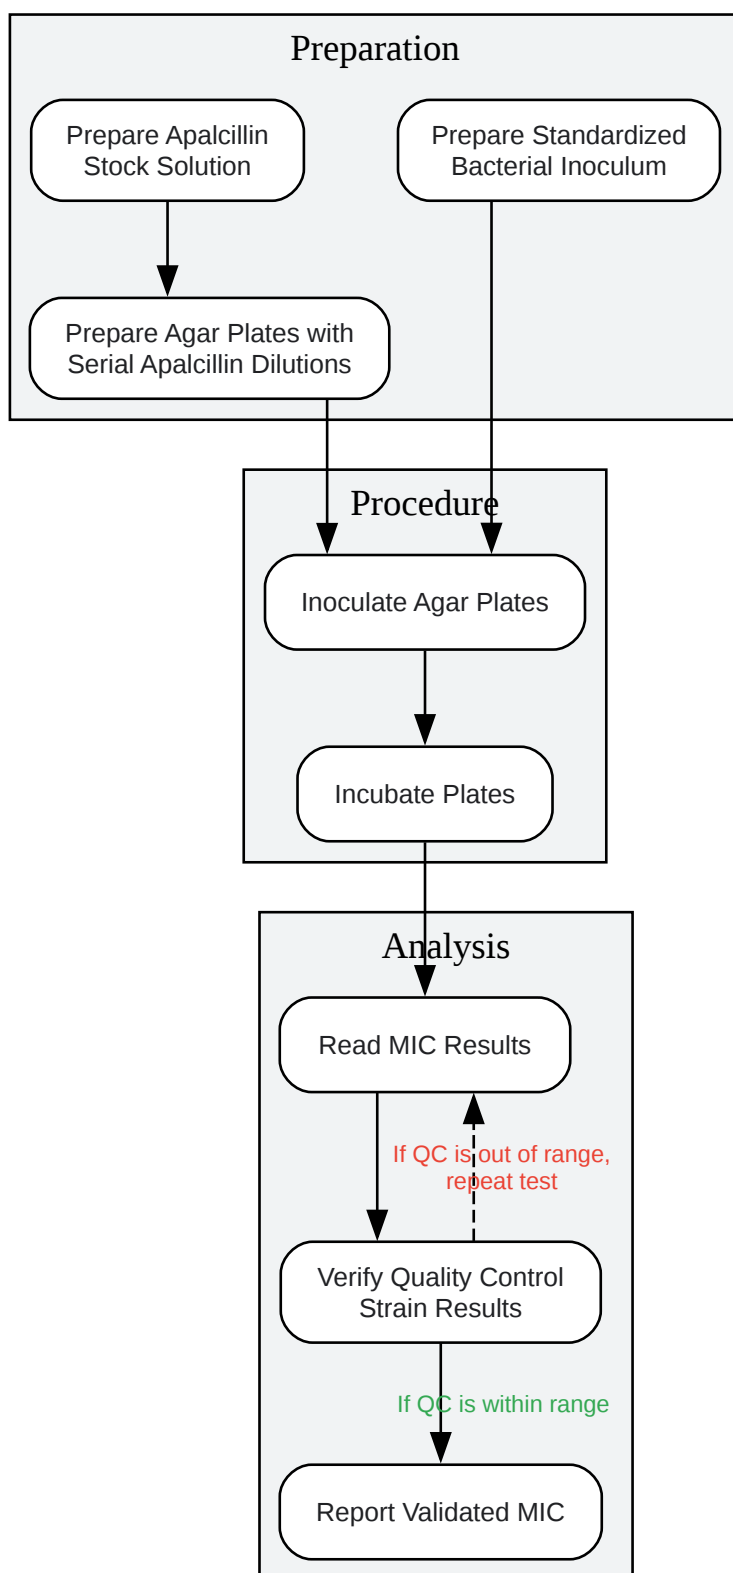 Preparation
Prepare Apalcillin
Stock Solution
Prepare Standardized
Bacterial Inoculum
Prepare Agar Plates with
Serial Apalcillin Dilutions
Procedure
Inoculate Agar Plates
Incubate Plates
Analysis
Read MIC Results
If QC is out of range,
repeat test
Verify Quality Control
Strain Results
If QC is within range
Report Validated MIC